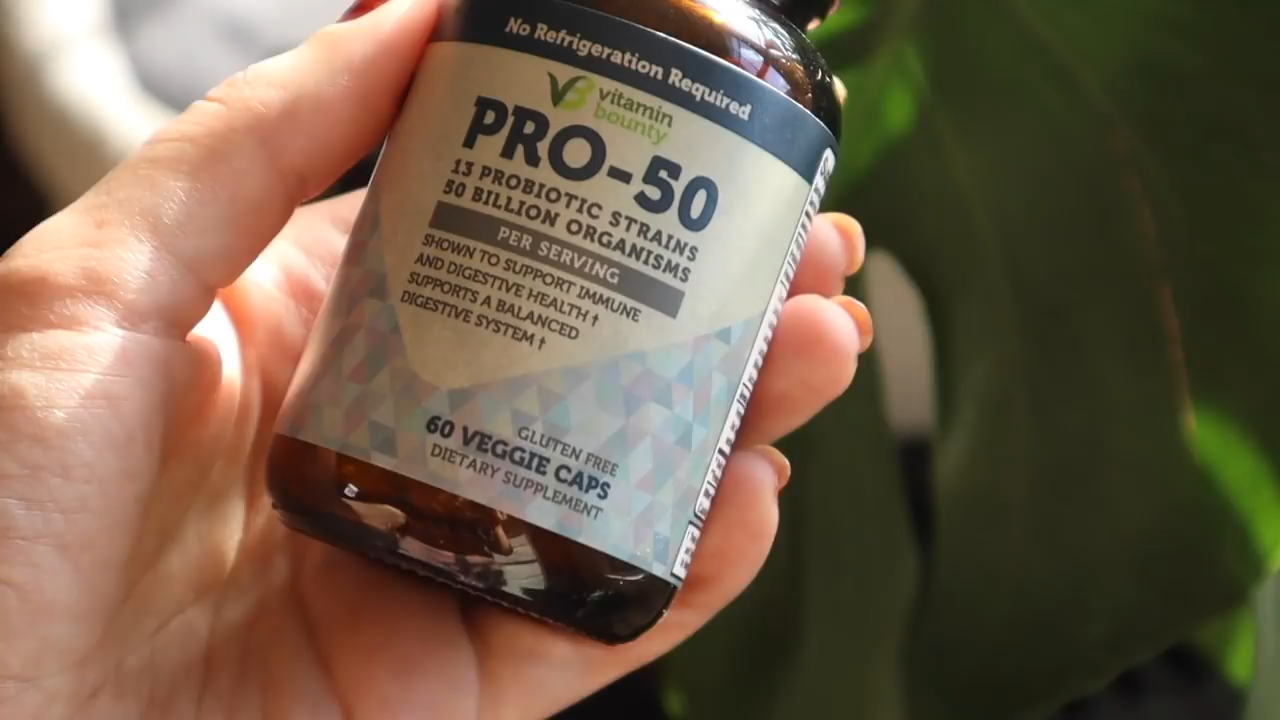 No Refrigeration Required
VB vitamin
bounty
PRO-50
13 PROBIOTIC STRAINS
50 BILLION ORGANISMS
PER SERVING
SHOWN TO SUPPORT IMMUNE
AND DIGESTIVE HEALTH †
SUPPORTS A BALANCED
DIGESTIVE SYSTEM †
GLUTEN FREE
60 VEGGIE CAPS
DIETARY SUPPLEMENT